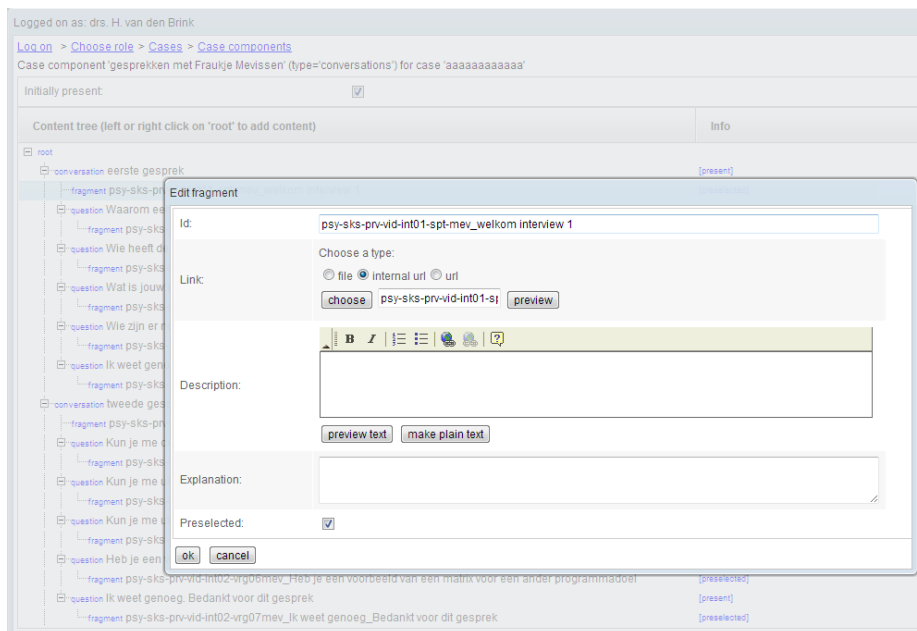 Logged on as: drs. H. van den Brink
Log on > Choose role > Cases > Case components
Case component 'gesprekken met Fraukje Mevissen' (type='conversations') for case 'aaaaaaaaaaaa'
Initially present:
Content tree (left or right click on 'root' to add content) Info
root
conversation eerste gesprek [present]
fragment psy-sks-pr
question Waarom ee
fragment psy-sks
question Wie heeft d
fragment psy-sks
question Wat is jouw
fragment psy-sks
question Wie zijn er
fragment psy-sks
question Ik weet gen
fragment psy-sks
conversation tweede ges
fragment psy-sks-pr
question Kun je me
fragment psy-sks
question Kun je me u
fragment psy-sks
question Kun je me u
fragment psy-sks
question Heb je een
fragment psy-sks-prv-vid-int02-vrg06mev_Heb je een voorbeeld van een matrix voor een ander programmadoel [preselected]
question Ik weet genoeg. Bedankt voor dit gesprek [present]
fragment psy-sks-prv-vid-int02-vrg07mev_Ik weet genoeg_Bedankt voor dit gesprek [preselected]
Edit fragment
Id: psy-sks-prv-vid-int01-spt-mev_welkom interview 1
Link:
Choose a type:
file internal url url
choose psy-sks-prv-vid-int01-sp preview
Description:
B I
preview text make plain text
Explanation:
Preselected:
ok cancel